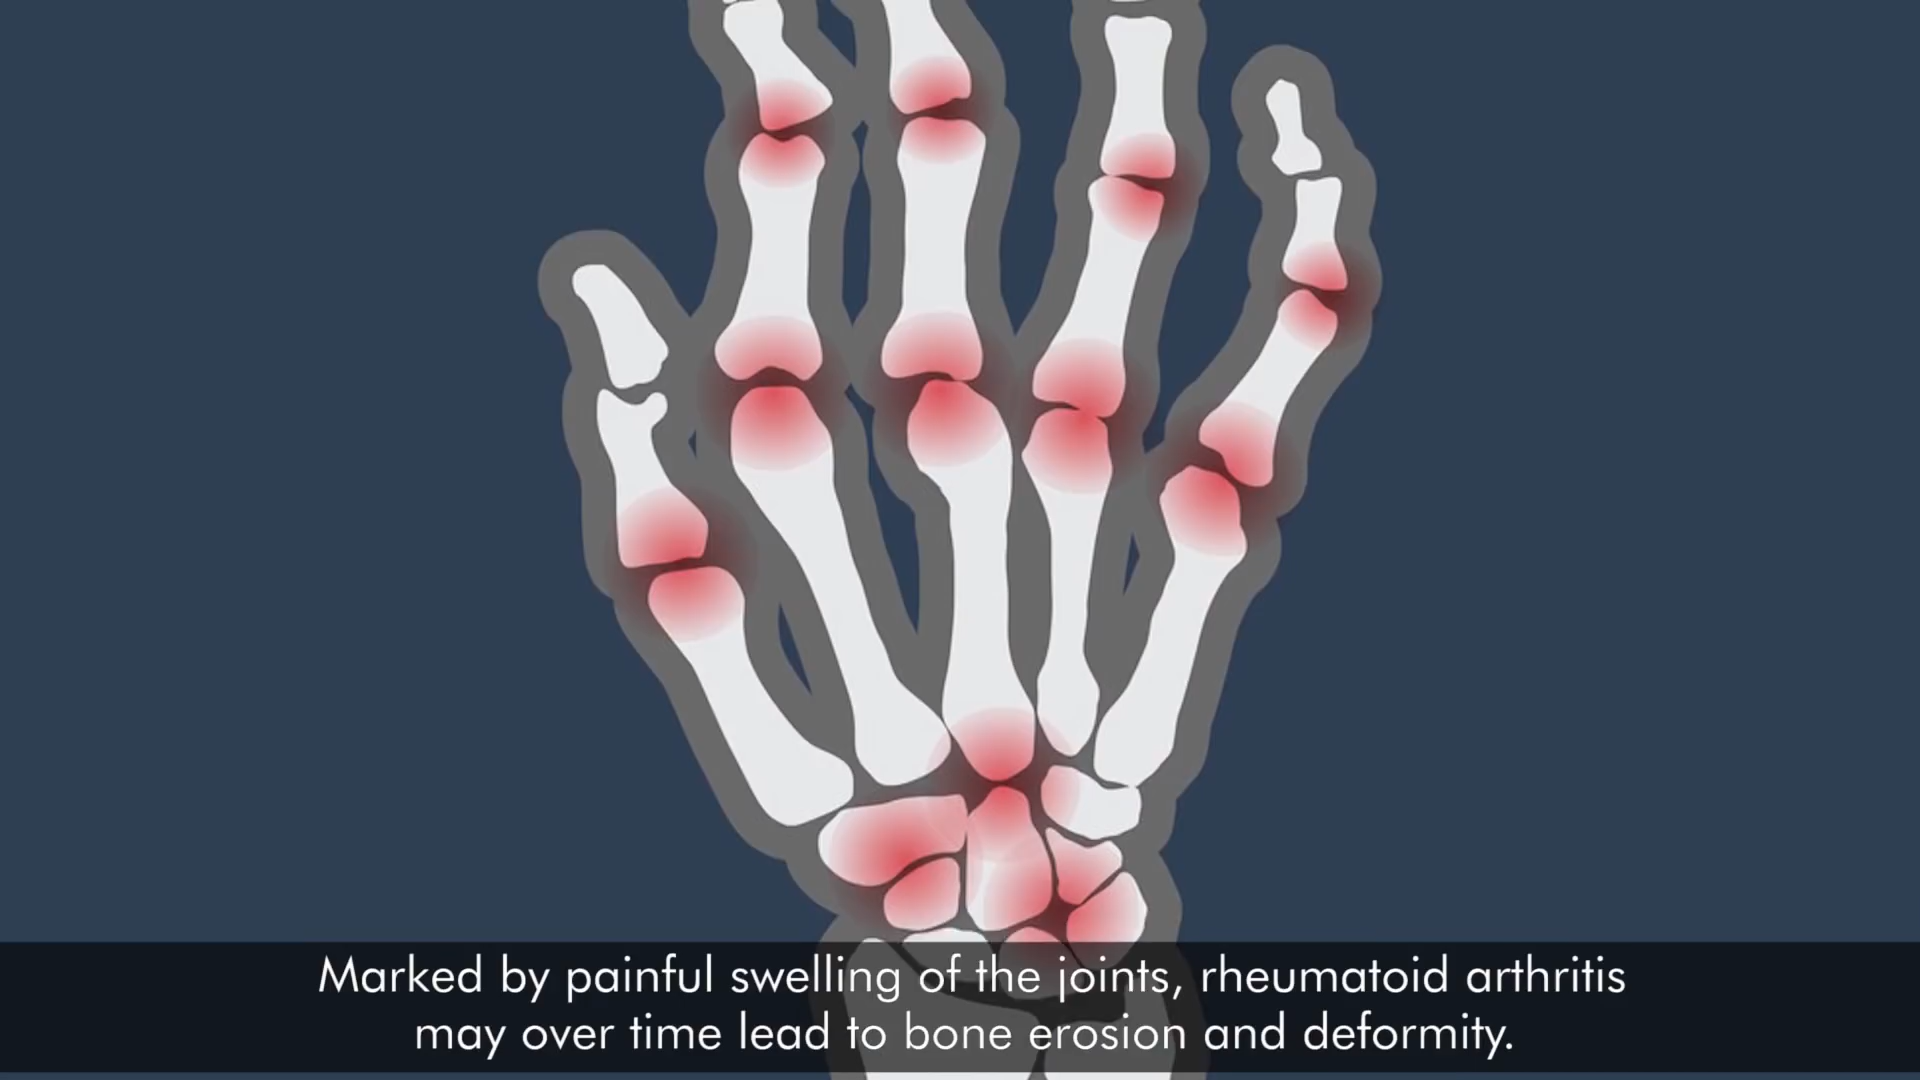 Marked by painful swelling of the joints, rheumatoid arthritis
may over time lead to bone erosion and deformity.